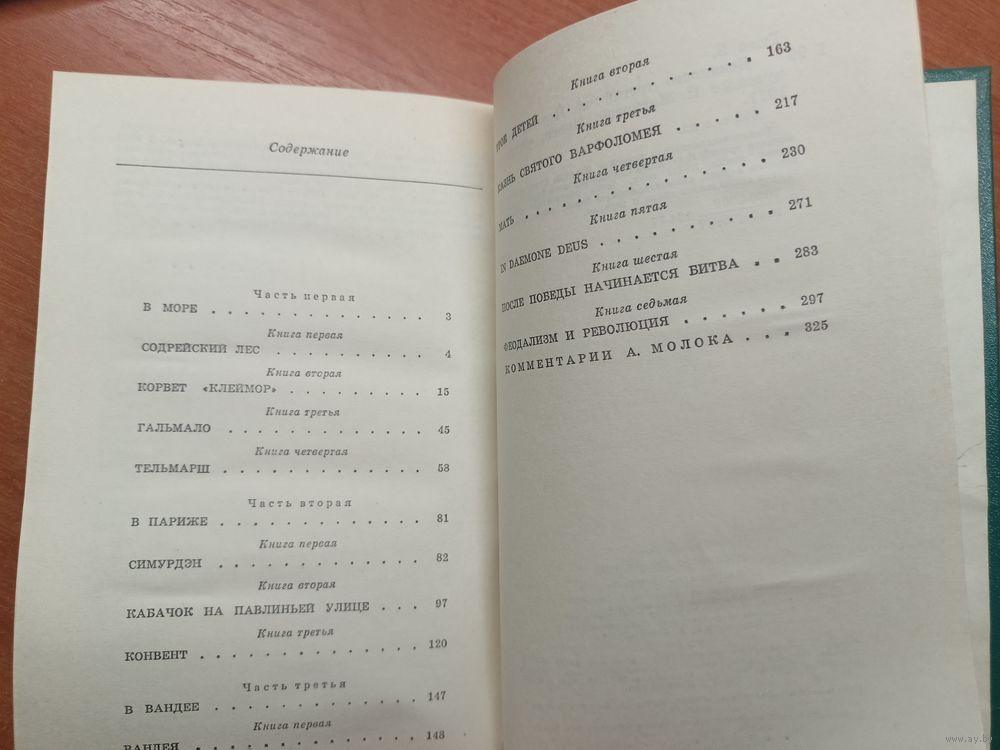 Содержание
Часть первая
В МОРЕ . . . . . . . . . . . . . . 3
Книга первая
СОДРЕЙСКИЙ ЛЕС . . . . . . . . . . 4
Книга вторая
КОРВЕТ «КЛЕЙМОР» . . . . . . . . . 15
Книга третья
ГАЛЬМАЛО . . . . . . . . . . . . . 45
Книга четвертая
ТЕЛЬМАРШ . . . . . . . . . . . . . 53
Часть вторая
В ПАРИЖЕ . . . . . . . . . . . . . 81
Книга первая
СИМУРДЭН . . . . . . . . . . . . . 82
Книга вторая
КАБАЧОК НА ПАВЛИНЬЕЙ УЛИЦЕ . . . 97
Книга третья
КОНВЕНТ . . . . . . . . . . . . . . 120
Часть третья
В ВАНДЕЕ . . . . . . . . . . . . . 147
Книга первая
ВАНДЕЯ . . . . . . . . . . . . . . 148
Книга вторая
ТРОЕ ДЕТЕЙ . . . . . . . . . . . . 163
Книга третья
КАЗНЬ СВЯТОГО ВАРФОЛОМЕЯ . . . . . 217
Книга четвертая
МАТЬ . . . . . . . . . . . . . . . 230
Книга пятая
IN DAEMONE DEUS . . . . . . . . . 271
Книга шестая
ПОСЛЕ ПОБЕДЫ НАЧИНАЕТСЯ БИТВА . . 283
Книга седьмая
ФЕОДАЛИЗМ И РЕВОЛЮЦИЯ . . . . . . 297
КОММЕНТАРИИ А. МОЛОКА . . . 325
www.ay.by